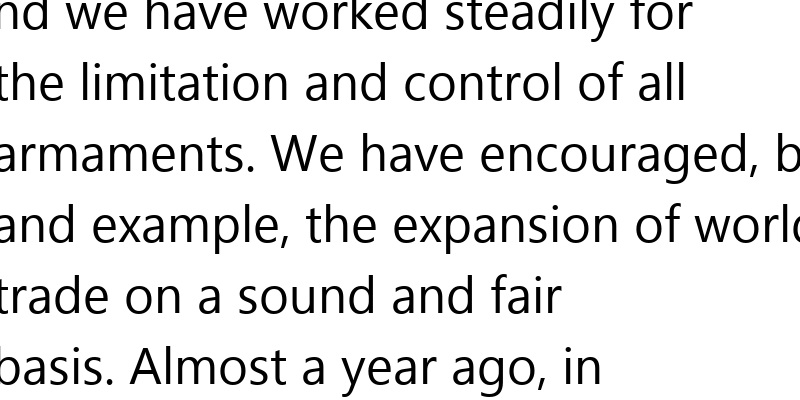 nd we have worked steadily for
the limitation and control of all
armaments. We have encouraged, b
and example, the expansion of world
trade on a sound and fair
basis. Almost a year ago, in